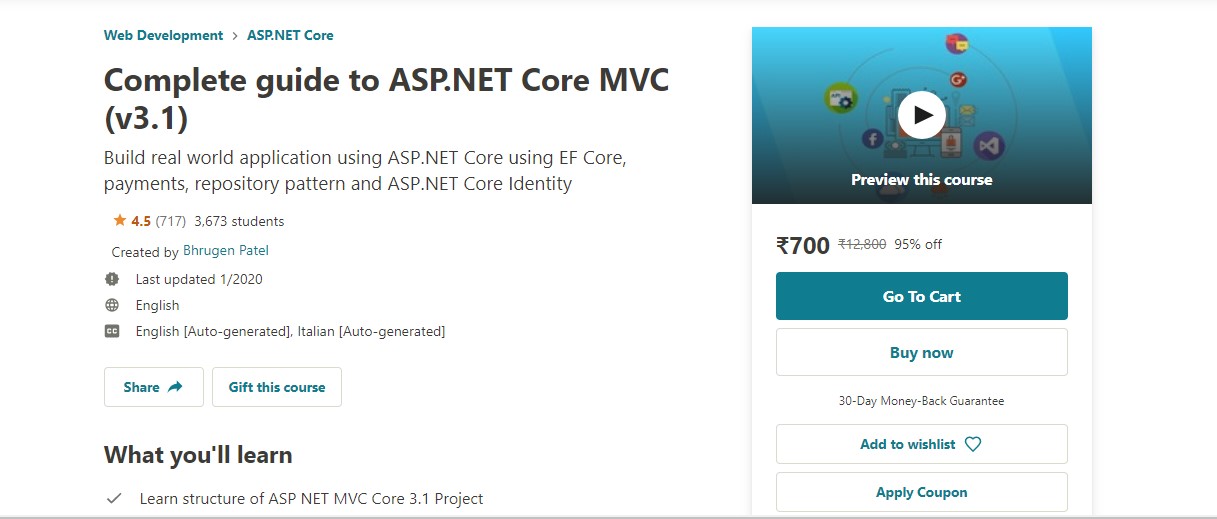 Web Development > ASP.NET Core
Complete guide to ASP.NET Core MVC
(v3.1)
Build real world application using ASP.NET Core using EF Core,
payments, repository pattern and ASP.NET Core Identity
4.5 (717) 3,673 students
Created by Bhrugen Patel
Last updated 1/2020
English
CC English [Auto-generated], Italian [Auto-generated]
Share
Gift this course
What you'll learn
Learn structure of ASP NET MVC Core 3.1 Project
API
G+
f
Preview this course
₹700 ₹12,800 95% off
Go To Cart
Buy now
30-Day Money-Back Guarantee
Add to wishlist
Apply Coupon